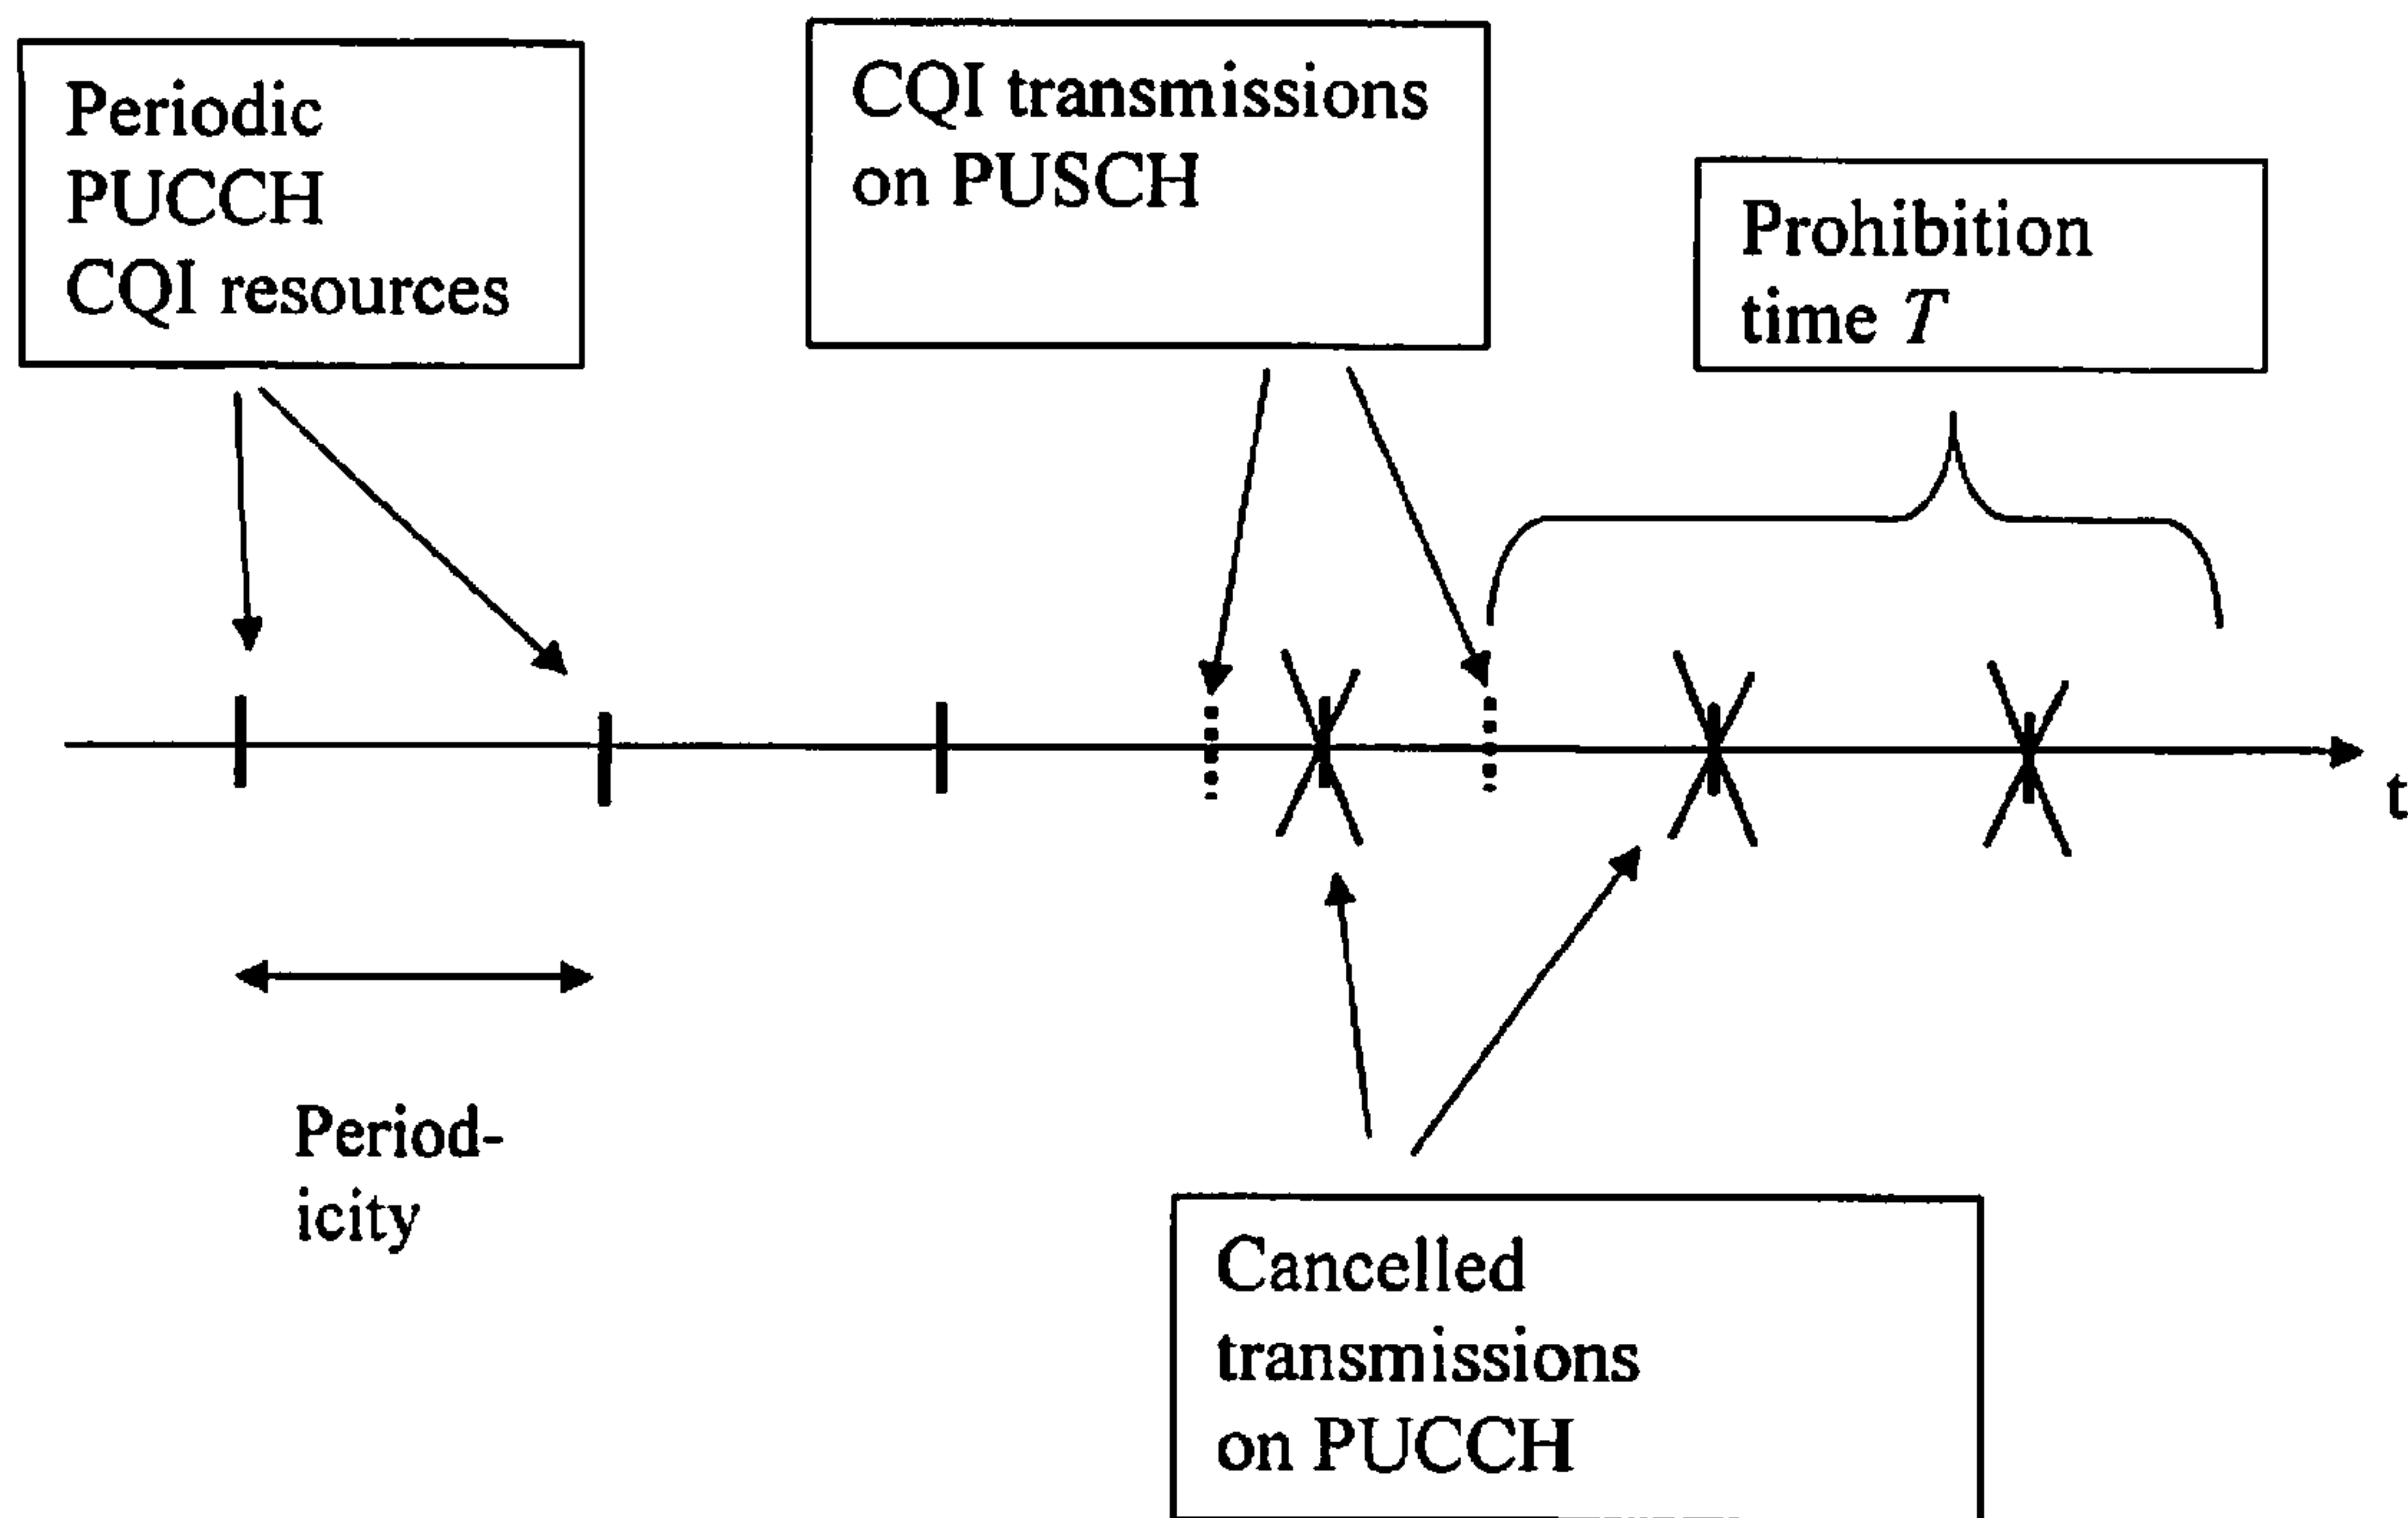 Periodic
PUCCH
CQI resources
CQI transmissions
on PUSCH
Prohibition
time T
t
Period-
icity
Cancelled
transmissions
on PUCCH